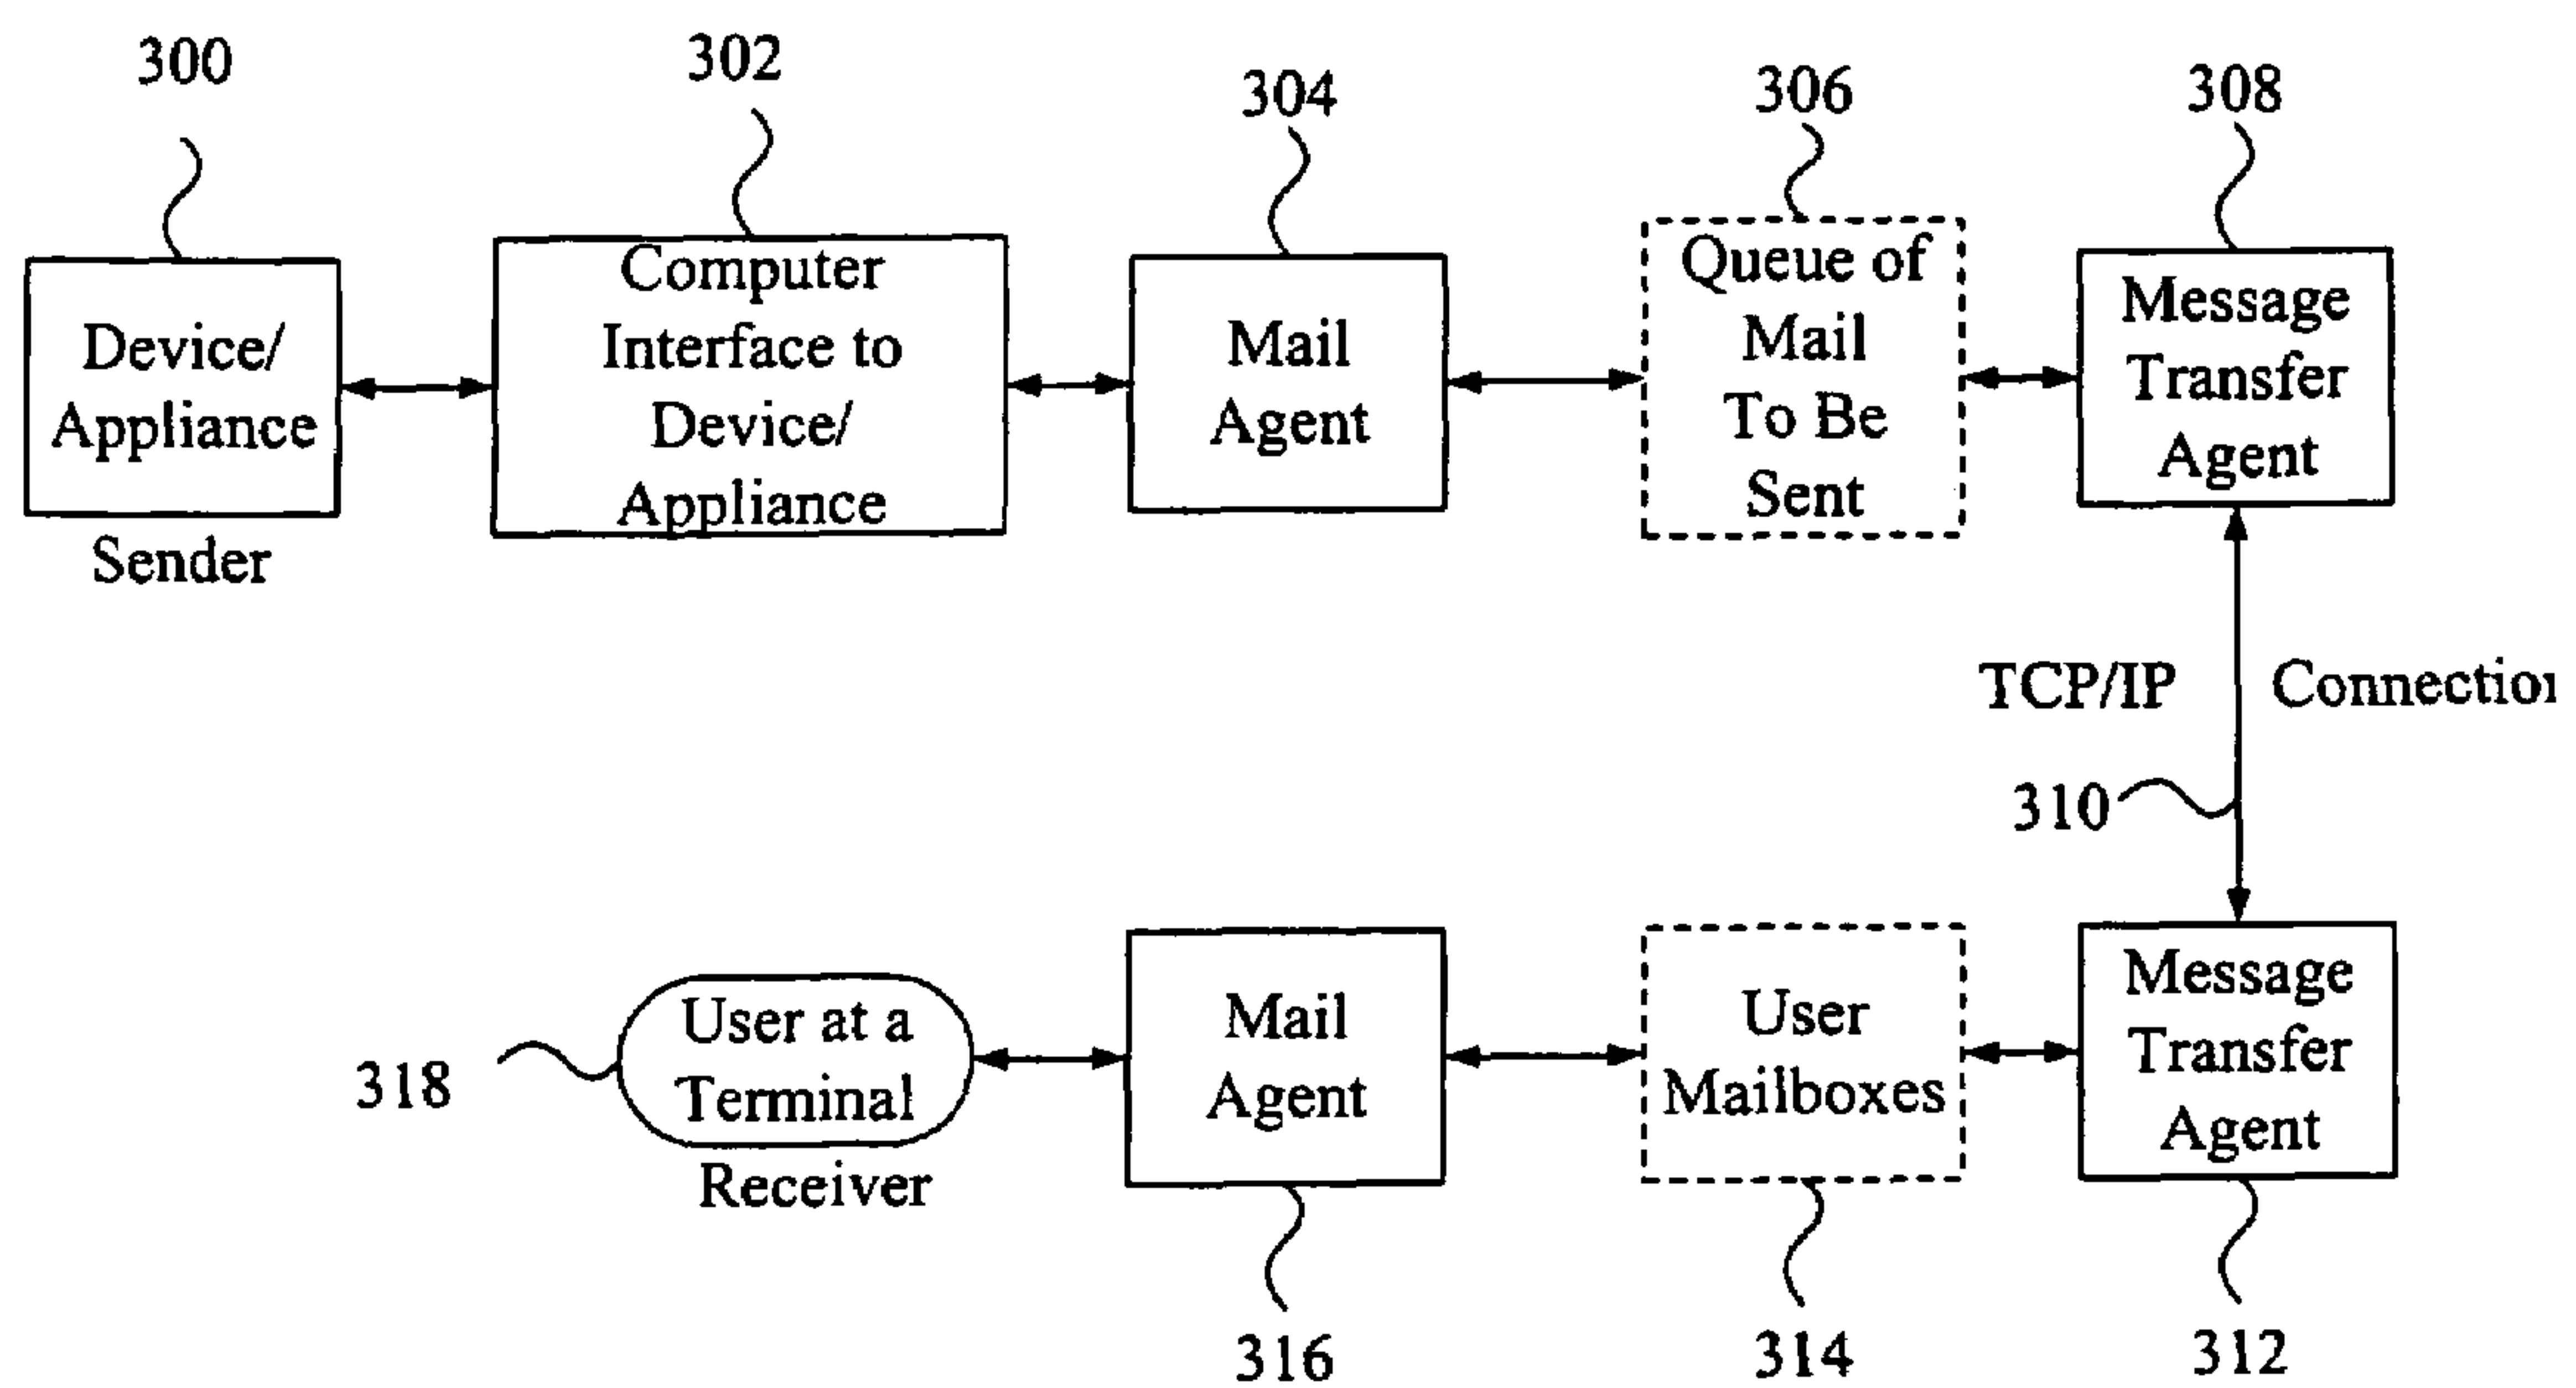 300
302
304
306
308
Device/
Appliance
Sender
Computer
Interface to
Device/
Appliance
Mail
Agent
Queue of
Mail
To Be
Sent
Message
Transfer
Agent
TCP/IP
310
318
User at a
Terminal
Receiver
Mail
Agent
User
Mailboxes
Message
Transfer
Agent
316
314
312